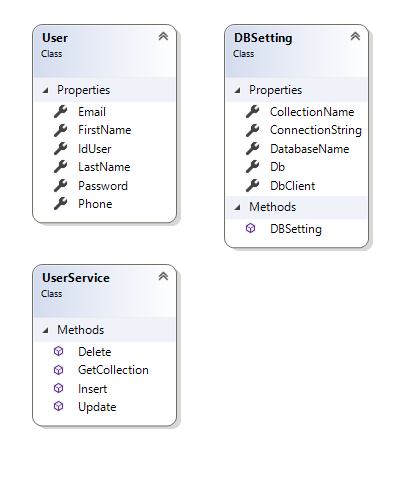 User
Class
Properties
Email
FirstName
IdUser
LastName
Password
Phone
DBSetting
Class
Properties
CollectionName
ConnectionString
DatabaseName
Db
DbClient
Methods
DBSetting
UserService
Class
Methods
Delete
GetCollection
Insert
Update